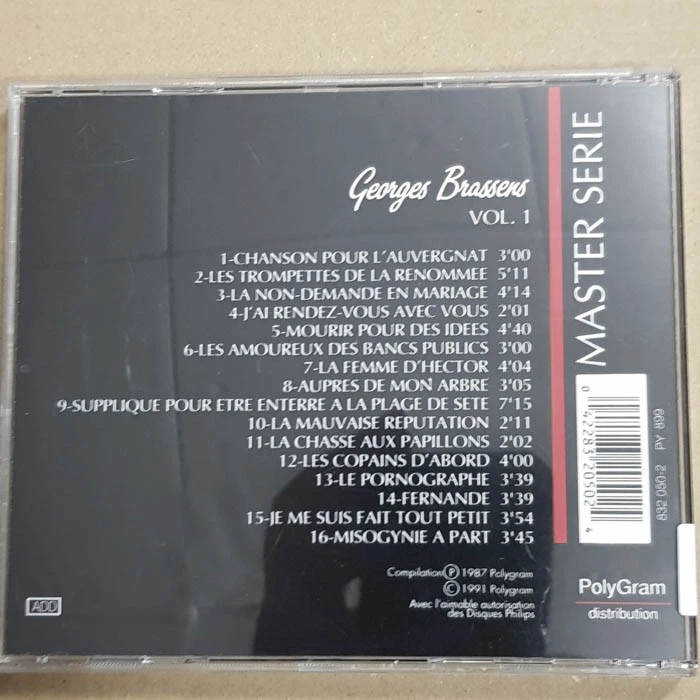 Georges Brassens
VOL. 1
1-CHANSON POUR L'AUVERGNAT 3'00
2-LES TROMPETTES DE LA RENOMMEE 5'11
3-LA NON-DEMANDE EN MARIAGE 4'14
4-J'AI RENDEZ-VOUS AVEC VOUS 2'01
5-MOURIR POUR DES IDEES 4'40
6-LES AMOUREUX DES BANCS PUBLICS 3'00
7-LA FEMME D'HECTOR 4'04
8-AUPRES DE MON ARBRE 3'05
9-SUPPLIQUE POUR ETRE ENTERRE A LA PLAGE DE SETE 7'15
10-LA MAUVAISE REPUTATION 2'11
11-LA CHASSE AUX PAPILLONS 2'02
12-LES COPAINS D'ABORD 4'00
13-LE PORNOGRAPHE 3'39
14-FERNANDE 3'39
15-JE ME SUIS FAIT TOUT PETIT 3'54
16-MISOGYNIE A PART 3'45
Compilation Ⓟ 1987 Polygram
© 1991 Polygram
Avec l'aimable autorisation
des Disques Philips
ADD
MASTER SERIE
0 42283 20502 4
832 050-2 PY 899
PolyGram
distribution